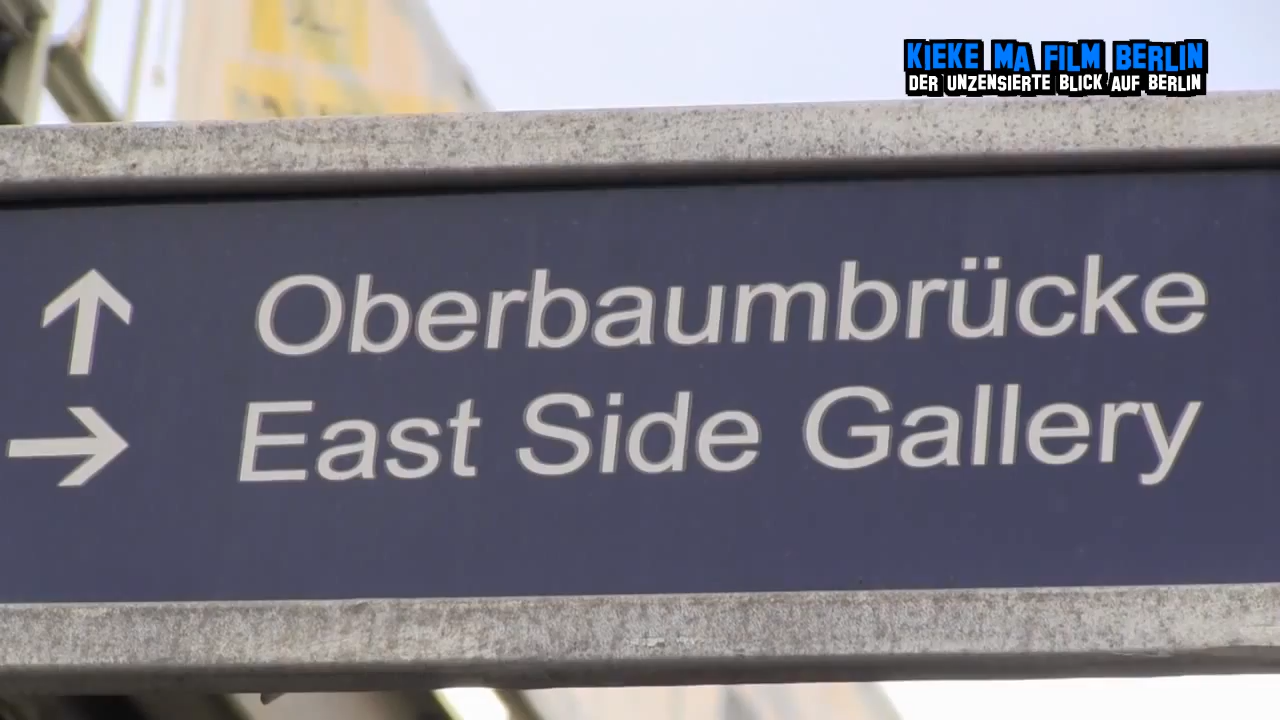 KIEKE MA FILM BERLIN
DER UNZENSIERTE BLICK AUF BERLIN
↑ Oberbaumbrücke
→ East Side Gallery